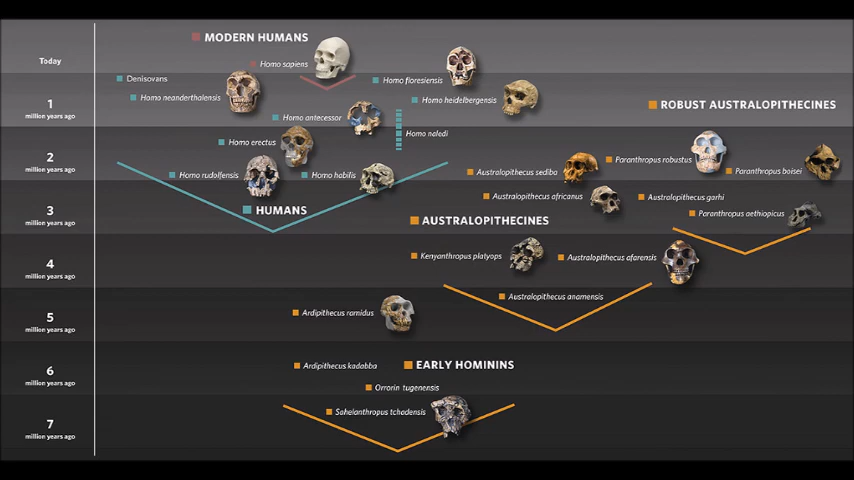 MODERN HUMANS
Today
Homo sapiens
Denisovans
Homo floresiensis
Homo neanderthalensis
Homo heidelbergensis
1
million years ago
ROBUST AUSTRALOPITHECINES
Homo antecessor
Homo naledi
Homo erectus
2
million years ago
Paranthropus robustus
Homo rudolfensis
Homo habilis
Australopithecus sediba
Paranthropus boisei
Australopithecus africanus
Australopithecus garhi
3
million years ago
HUMANS
AUSTRALOPITHECINES
Paranthropus aethiopicus
4
million years ago
Kenyanthropus platyops
Australopithecus afarensis
Australopithecus anamensis
5
million years ago
Ardipithecus ramidus
6
million years ago
Ardipithecus kadabba
EARLY HOMININS
Orrorin tugenensis
Sahelanthropus tchadensis
7
million years ago